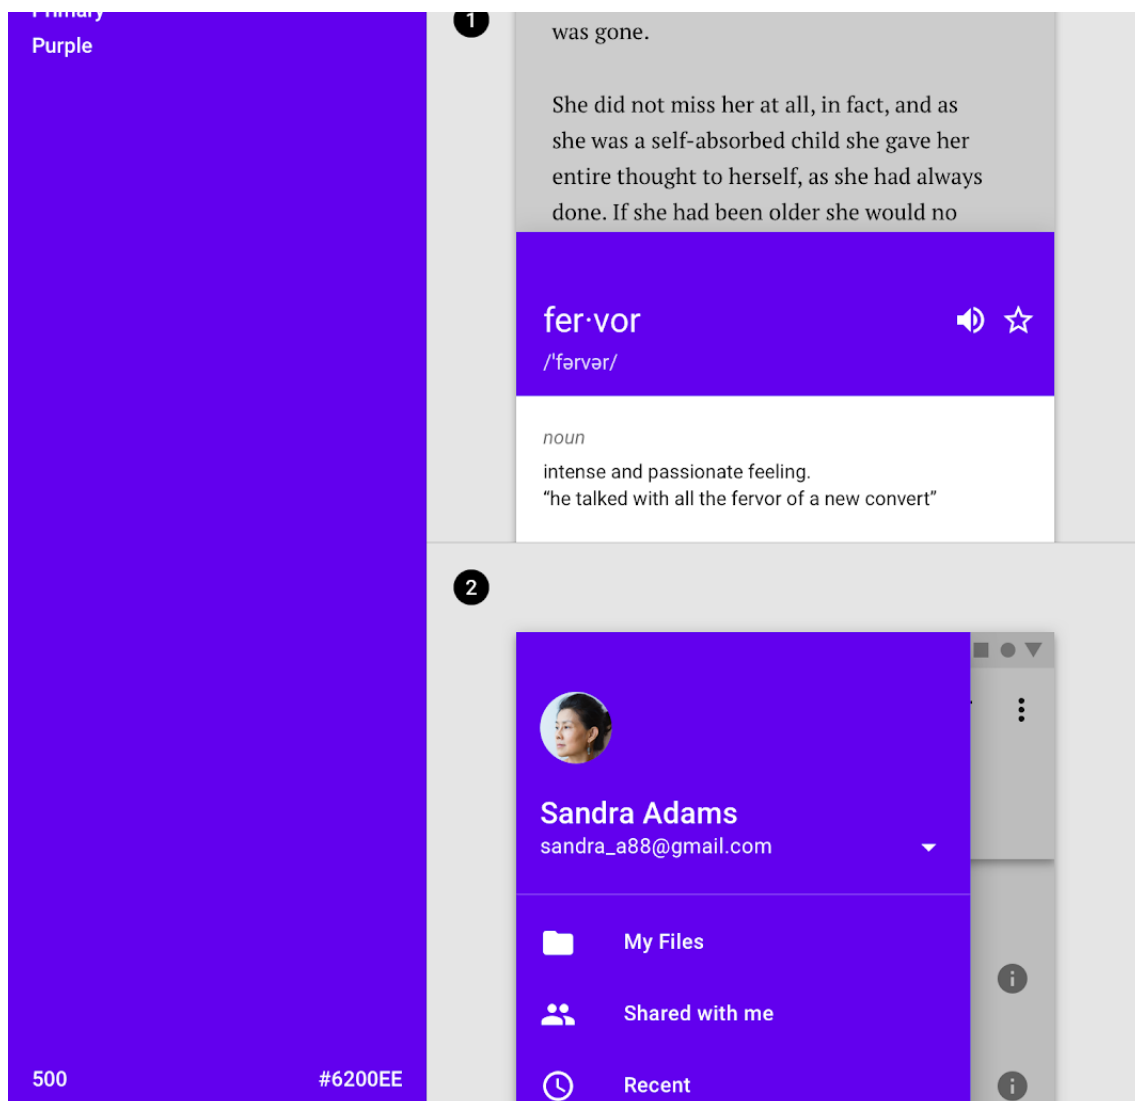 Primary
Purple
500
#6200EE
1
was gone.
She did not miss her at all, in fact, and as
she was a self-absorbed child she gave her
entire thought to herself, as she had always
done. If she had been older she would no
fer·vor
/'fərvər/
noun
intense and passionate feeling.
“he talked with all the fervor of a new convert”
2
Sandra Adams
sandra_a88@gmail.com
My Files
Shared with me
Recent